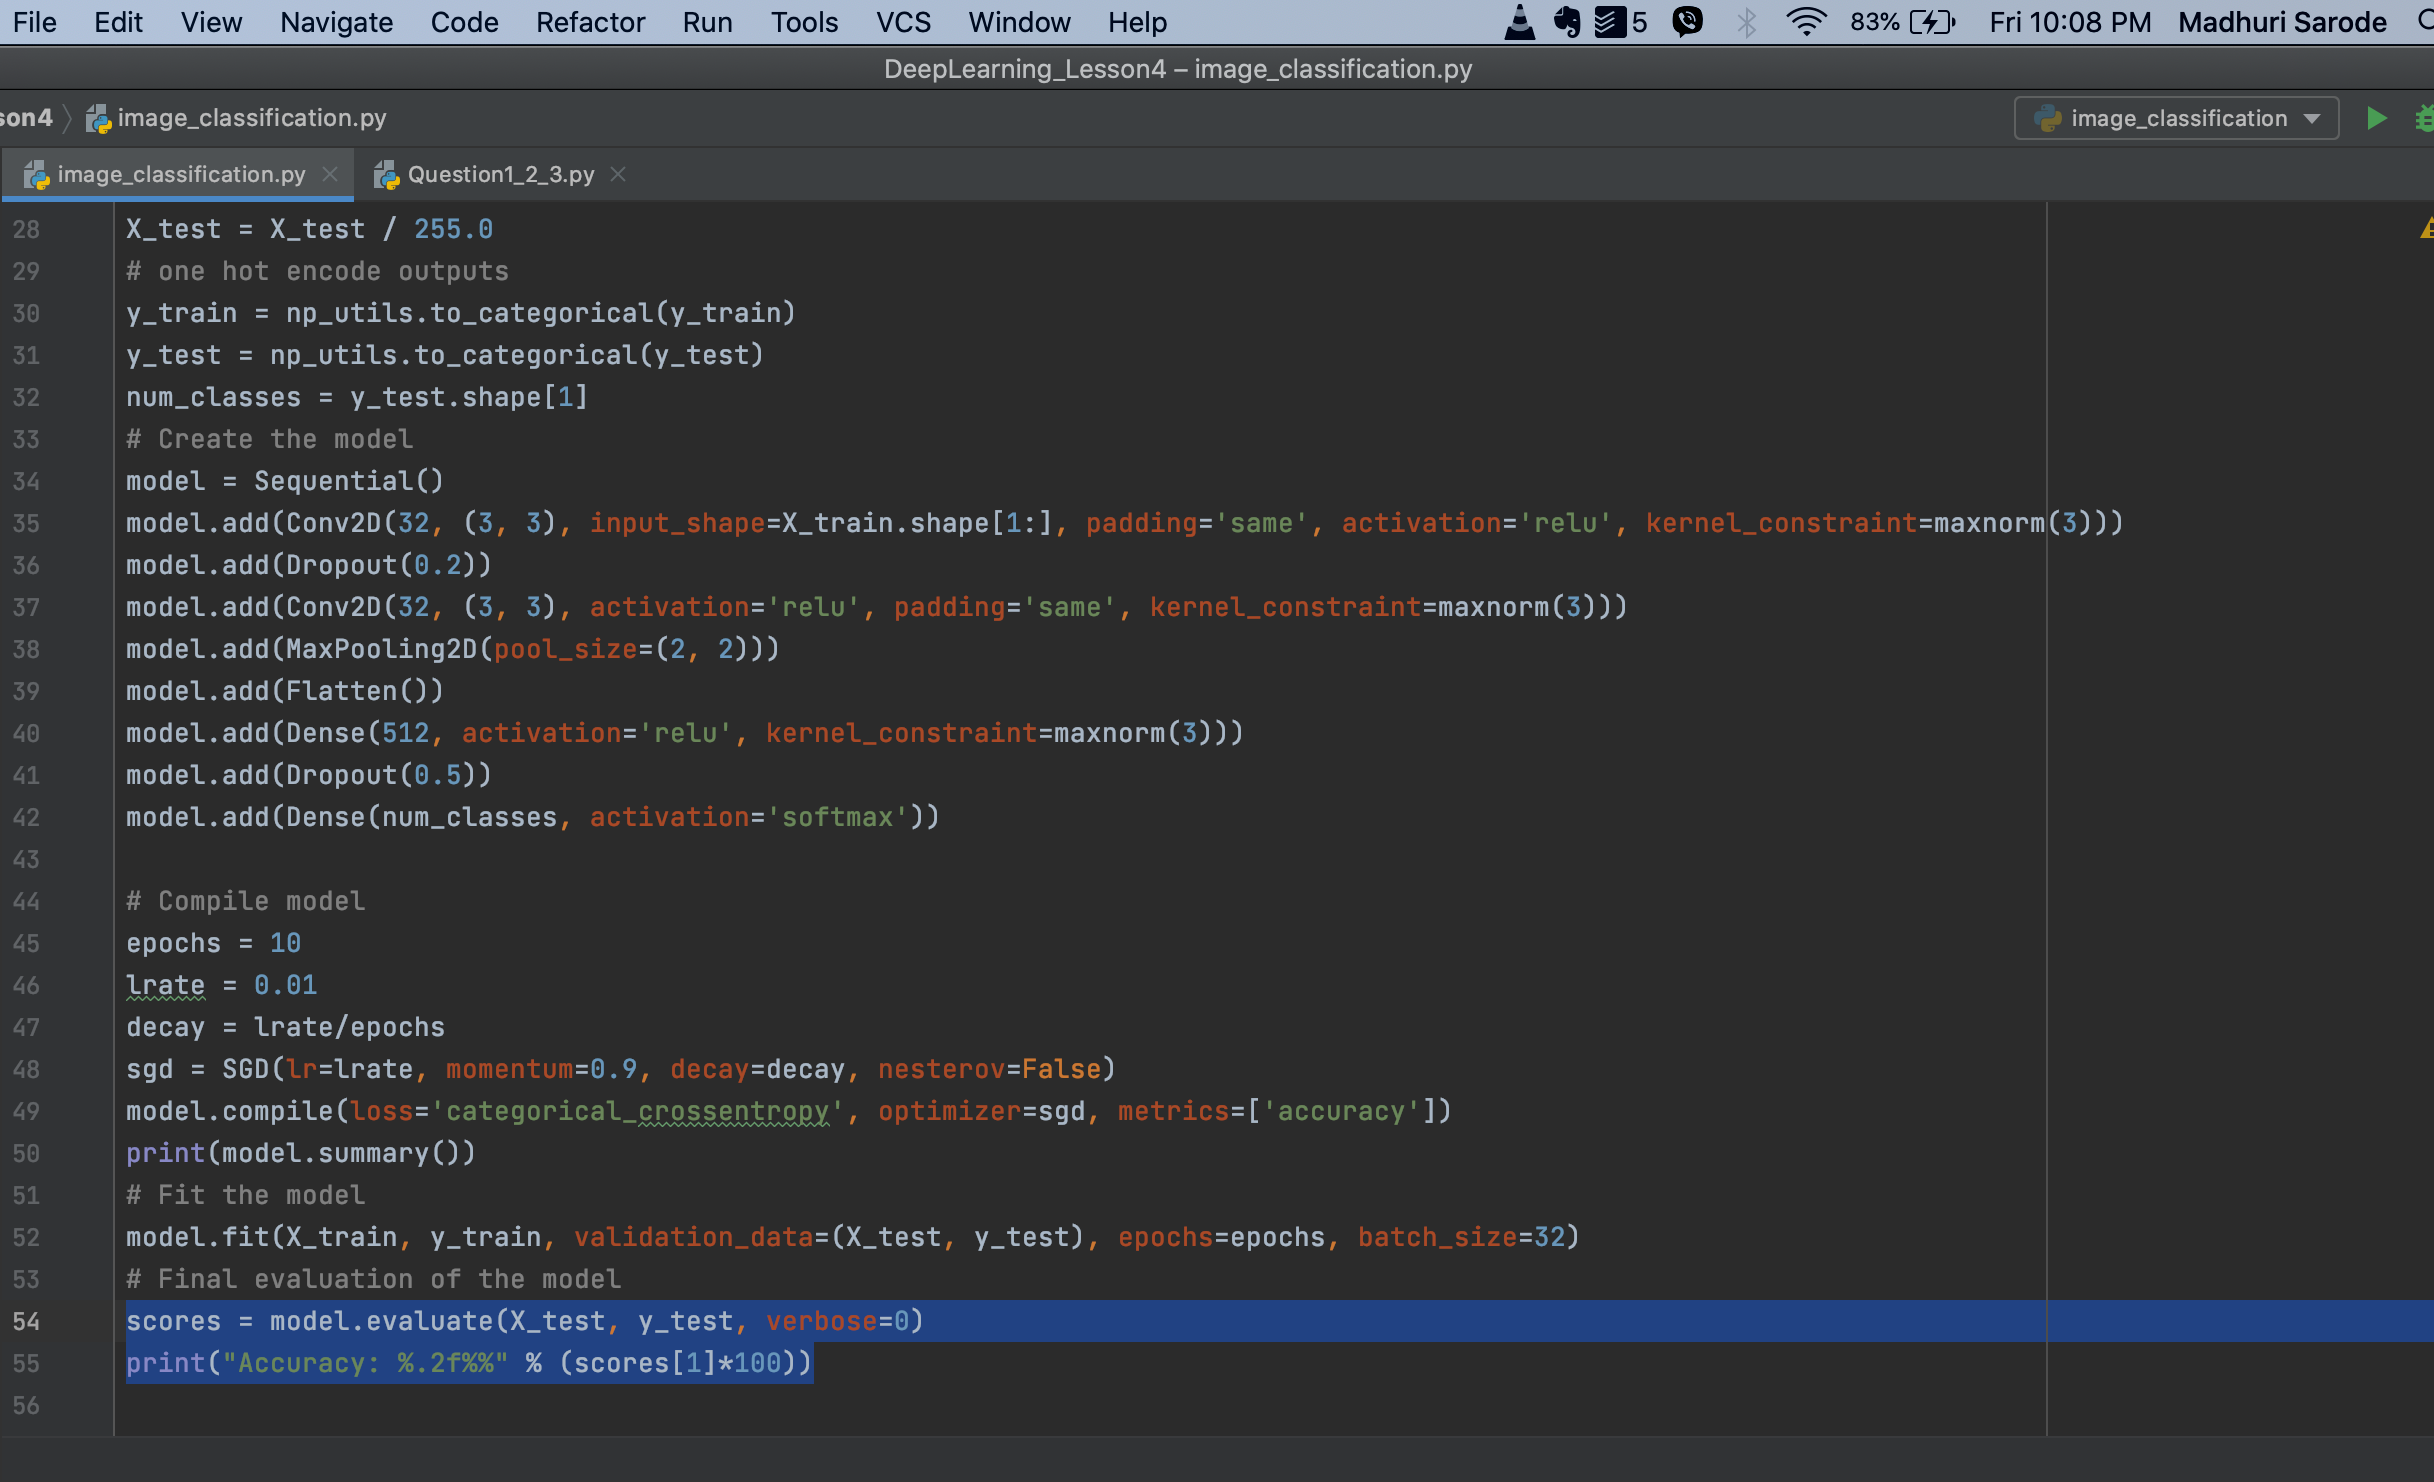 File Edit View Navigate Code Refactor Run Tools VCS Window Help 5 83% Fri 10:08 PM Madhuri Sarode
DeepLearning_Lesson4 – image_classification.py
son4 image_classification.py image_classification
image_classification.py Question1_2_3.py
28 X_test = X_test / 255.0
29 # one hot encode outputs
30 y_train = np_utils.to_categorical(y_train)
31 y_test = np_utils.to_categorical(y_test)
32 num_classes = y_test.shape[1]
33 # Create the model
34 model = Sequential()
35 model.add(Conv2D(32, (3, 3), input_shape=X_train.shape[1:], padding='same', activation='relu', kernel_constraint=maxnorm(3)))
36 model.add(Dropout(0.2))
37 model.add(Conv2D(32, (3, 3), activation='relu', padding='same', kernel_constraint=maxnorm(3)))
38 model.add(MaxPooling2D(pool_size=(2, 2)))
39 model.add(Flatten())
40 model.add(Dense(512, activation='relu', kernel_constraint=maxnorm(3)))
41 model.add(Dropout(0.5))
42 model.add(Dense(num_classes, activation='softmax'))
43
44 # Compile model
45 epochs = 10
46 lrate = 0.01
47 decay = lrate/epochs
48 sgd = SGD(lr=lrate, momentum=0.9, decay=decay, nesterov=False)
49 model.compile(loss='categorical_crossentropy', optimizer=sgd, metrics=['accuracy'])
50 print(model.summary())
51 # Fit the model
52 model.fit(X_train, y_train, validation_data=(X_test, y_test), epochs=epochs, batch_size=32)
53 # Final evaluation of the model
54 scores = model.evaluate(X_test, y_test, verbose=0)
55 print("Accuracy: %.2f%%" % (scores[1]*100))
56